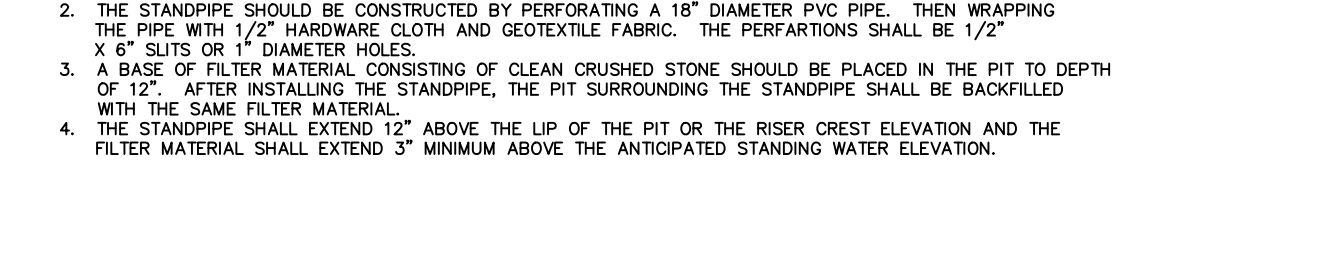 2. THE STANDPIPE SHOULD BE CONSTRUCTED BY PERFORATING A 18" DIAMETER PVC PIPE. THEN WRAPPING
THE PIPE WITH 1/2" HARDWARE CLOTH AND GEOTEXTILE FABRIC. THE PERFARTIONS SHALL BE 1/2"
X 6" SLITS OR 1" DIAMETER HOLES.
3. A BASE OF FILTER MATERIAL CONSISTING OF CLEAN CRUSHED STONE SHOULD BE PLACED IN THE PIT TO DEPTH
OF 12". AFTER INSTALLING THE STANDPIPE, THE PIT SURROUNDING THE STANDPIPE SHALL BE BACKFILLED
WITH THE SAME FILTER MATERIAL.
4. THE STANDPIPE SHALL EXTEND 12" ABOVE THE LIP OF THE PIT OR THE RISER CREST ELEVATION AND THE
FILTER MATERIAL SHALL EXTEND 3" MINIMUM ABOVE THE ANTICIPATED STANDING WATER ELEVATION.